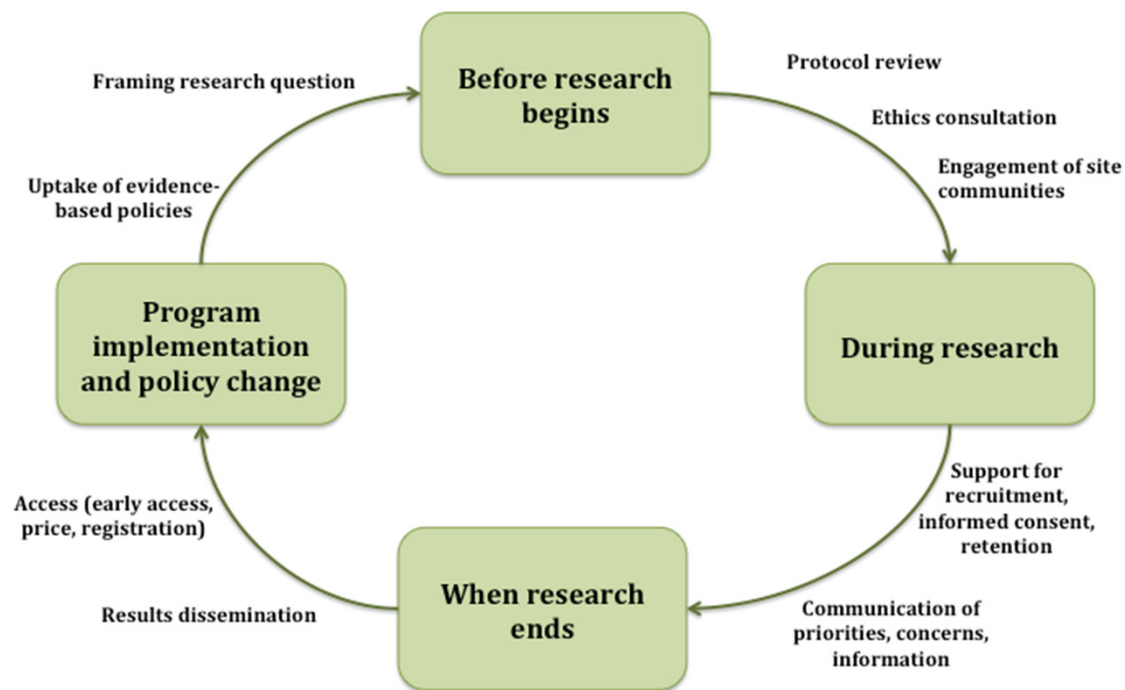 Before research
begins
Protocol review
Ethics consultation
Engagement of site
communities
During research
Support for
recruitment,
informed consent,
retention
Communication of
priorities, concerns,
information
When research
ends
Results dissemination
Access (early access,
price, registration)
Program
implementation
and policy change
Uptake of evidence-
based policies
Framing research question